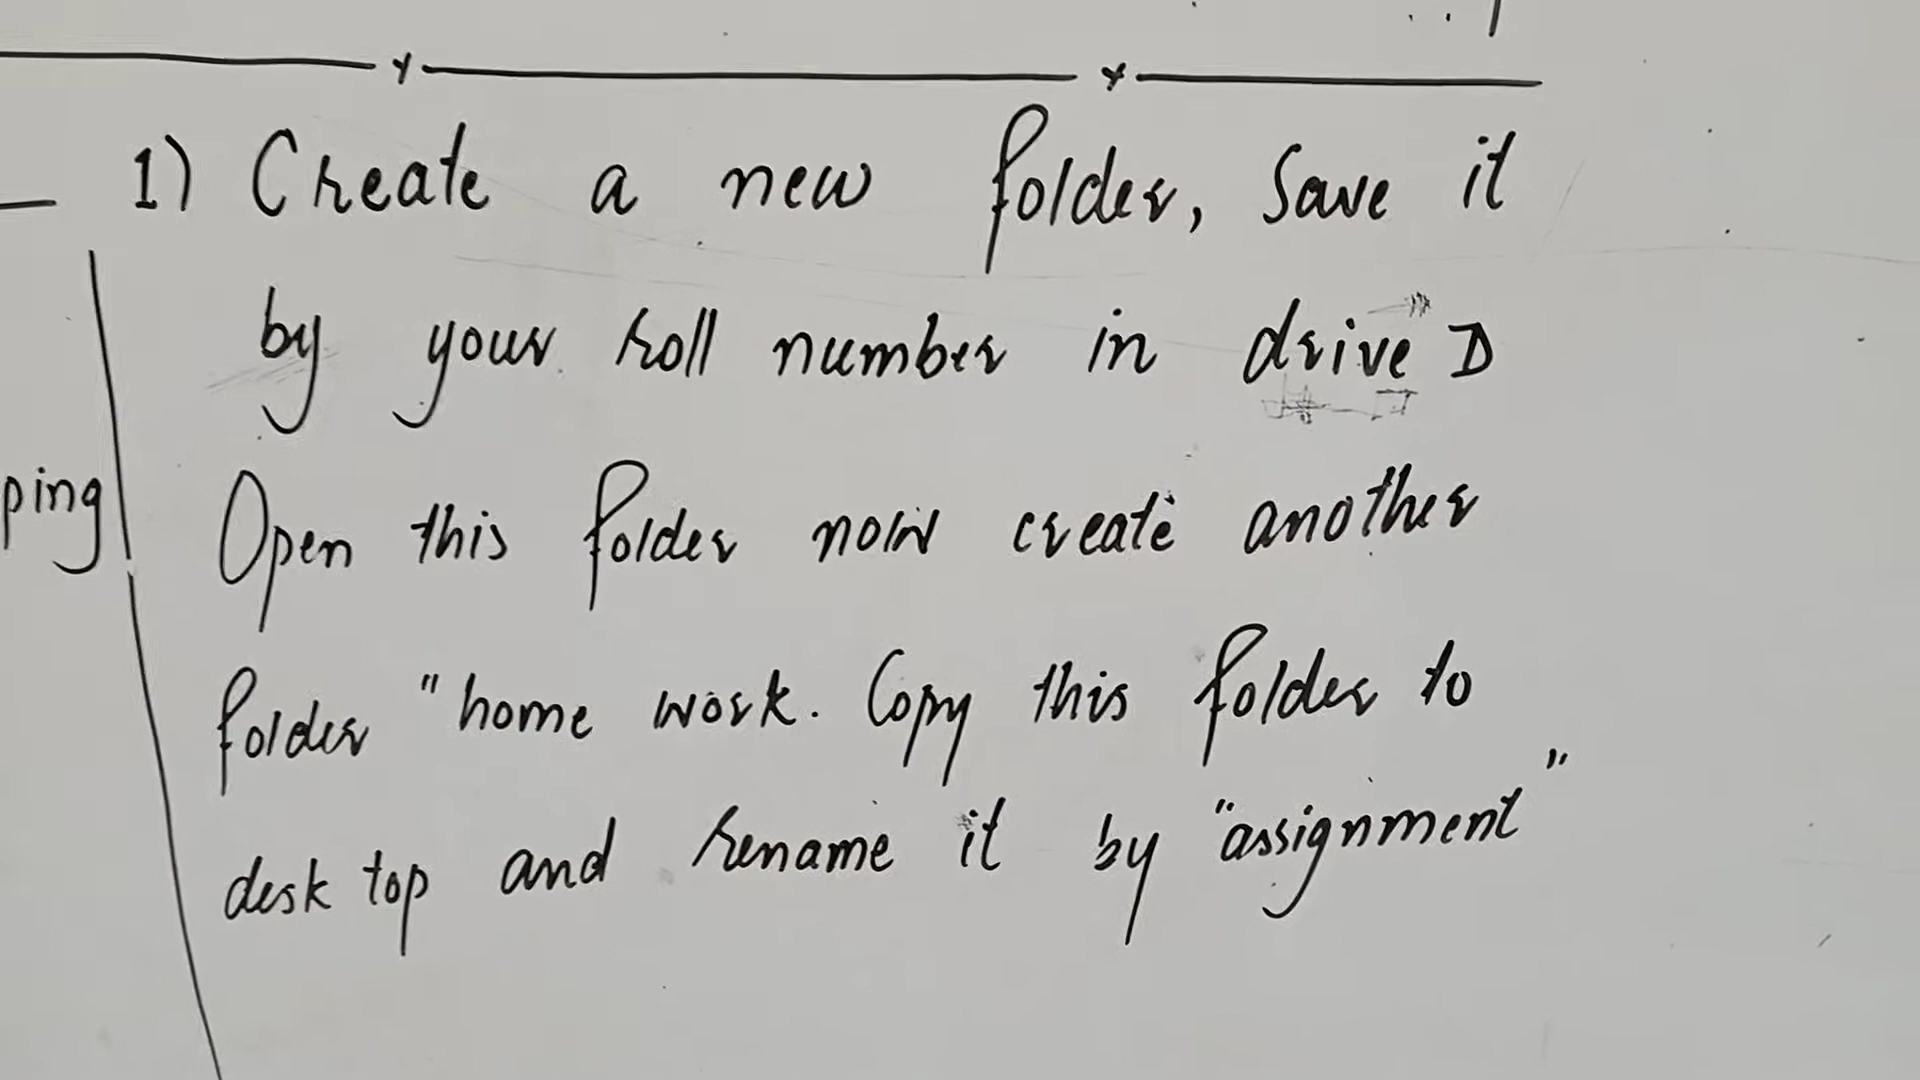 1) Create a new folder, Save it
by your roll number in drive D
ping
Open this folder now create another
folder "home work. Copy this folder to
desk top and rename it by "assignment"